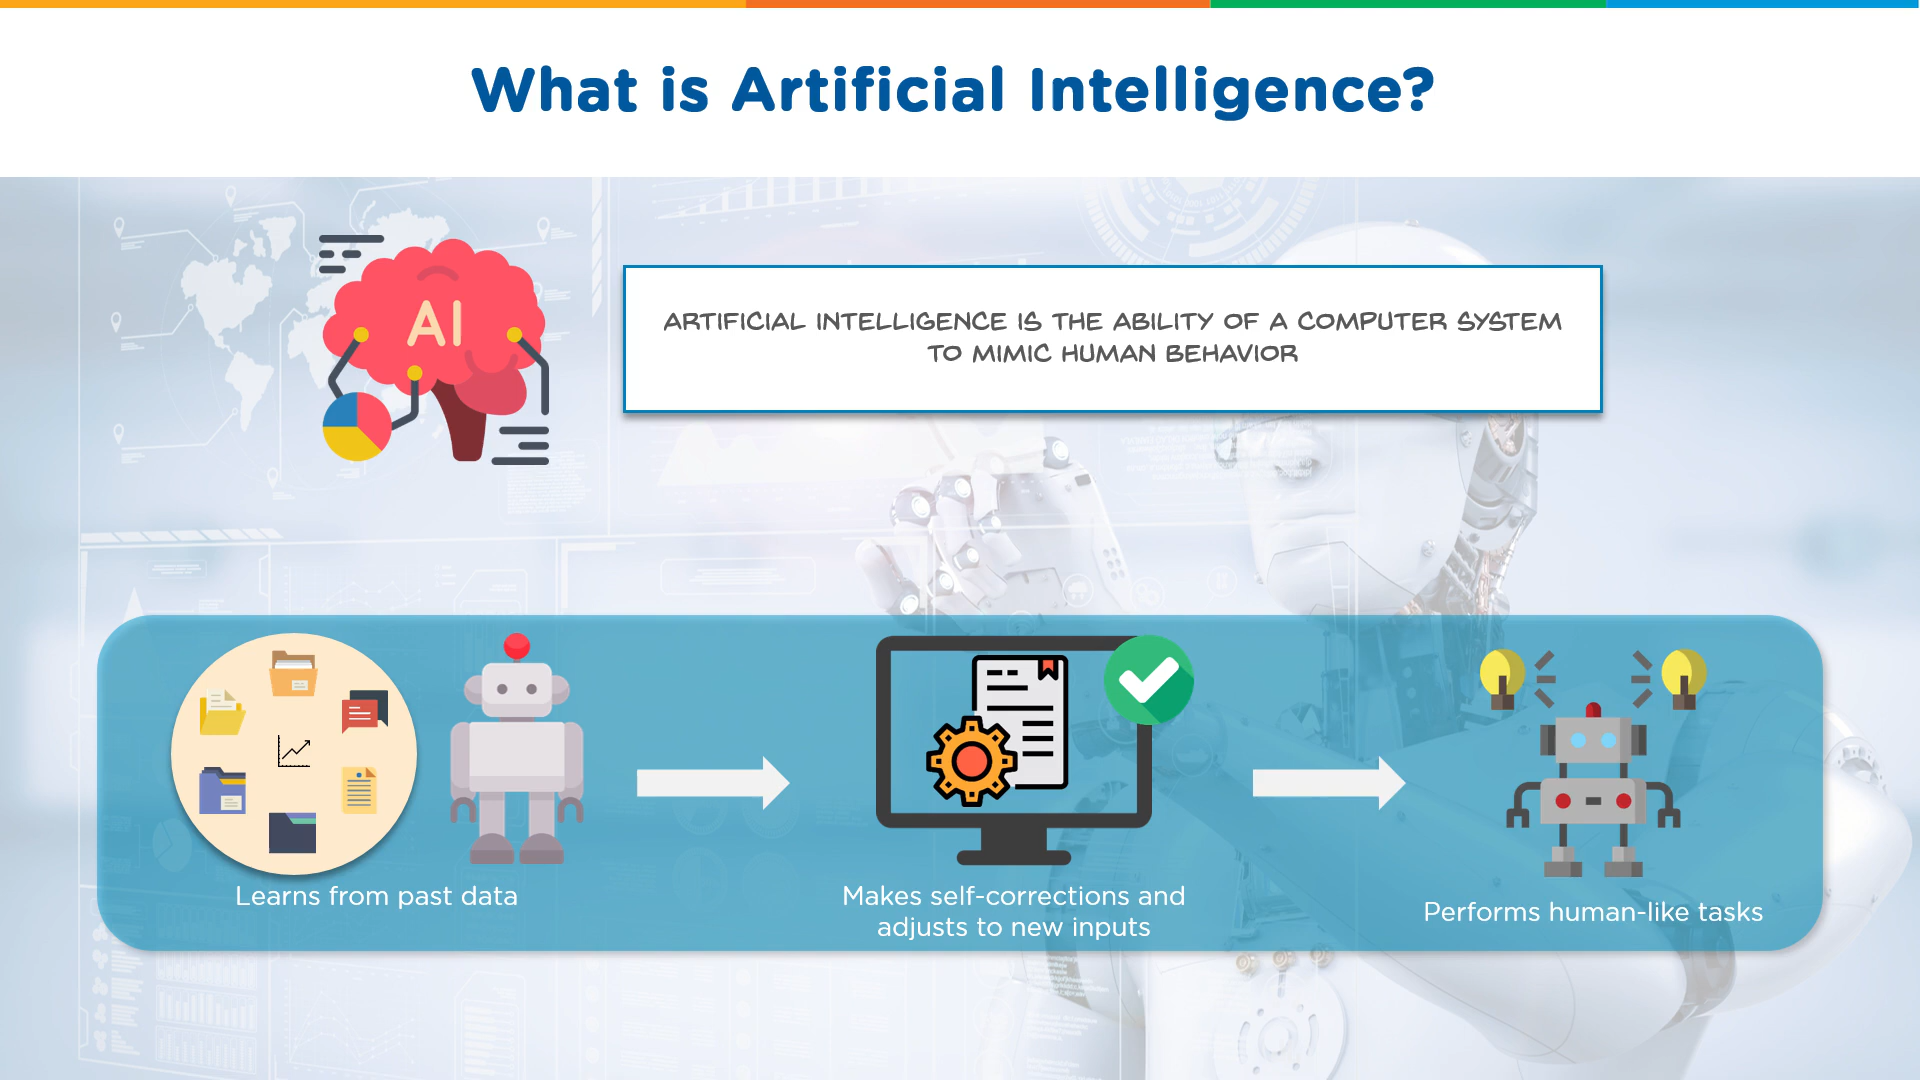 What is Artificial Intelligence?
AI
ARTIFICIAL INTELLIGENCE IS THE ABILITY OF A COMPUTER SYSTEM
TO MIMIC HUMAN BEHAVIOR
Learns from past data
Makes self-corrections and
adjusts to new inputs
Performs human-like tasks